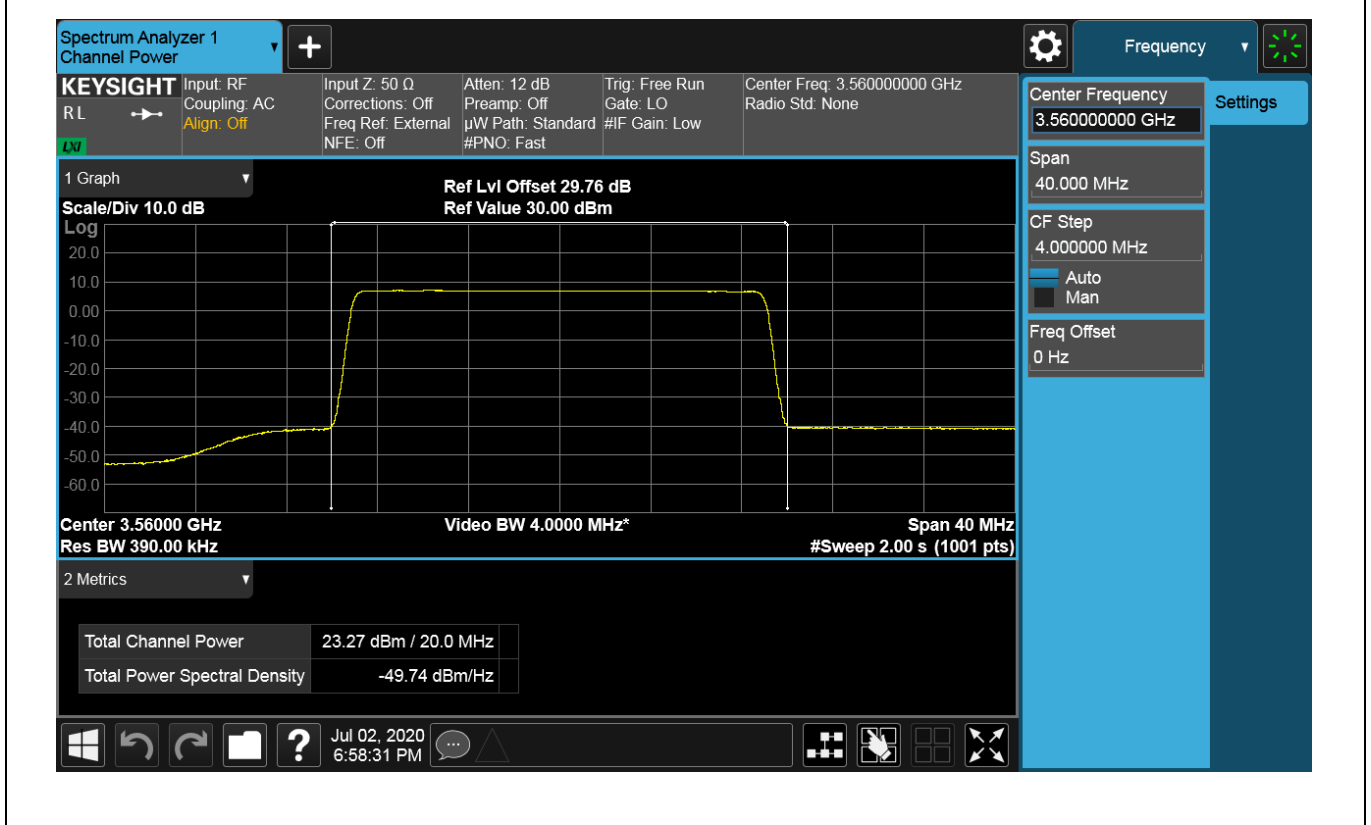 Spectrum Analyzer 1
Channel Power
Frequency
KEYSIGHT
R L
LXI
Input: RF
Coupling: AC
Align: Off
Input Z: 50 Ω
Corrections: Off
Freq Ref: External
NFE: Off
Atten: 12 dB
Preamp: Off
µW Path: Standard
#PNO: Fast
Trig: Free Run
Gate: LO
#IF Gain: Low
Center Freq: 3.560000000 GHz
Radio Std: None
Center Frequency
3.560000000 GHz
Settings
Span
40.000 MHz
CF Step
4.000000 MHz
Auto
Man
Freq Offset
0 Hz
1 Graph
Scale/Div 10.0 dB
Ref Lvl Offset 29.76 dB
Ref Value 30.00 dBm
Log
20.0
10.0
0.00
-10.0
-20.0
-30.0
-40.0
-50.0
-60.0
Center 3.56000 GHz
Video BW 4.0000 MHz*
Span 40 MHz
Res BW 390.00 kHz
#Sweep 2.00 s (1001 pts)
2 Metrics
Total Channel Power 23.27 dBm / 20.0 MHz
Total Power Spectral Density -49.74 dBm/Hz
Jul 02, 2020
6:58:31 PM